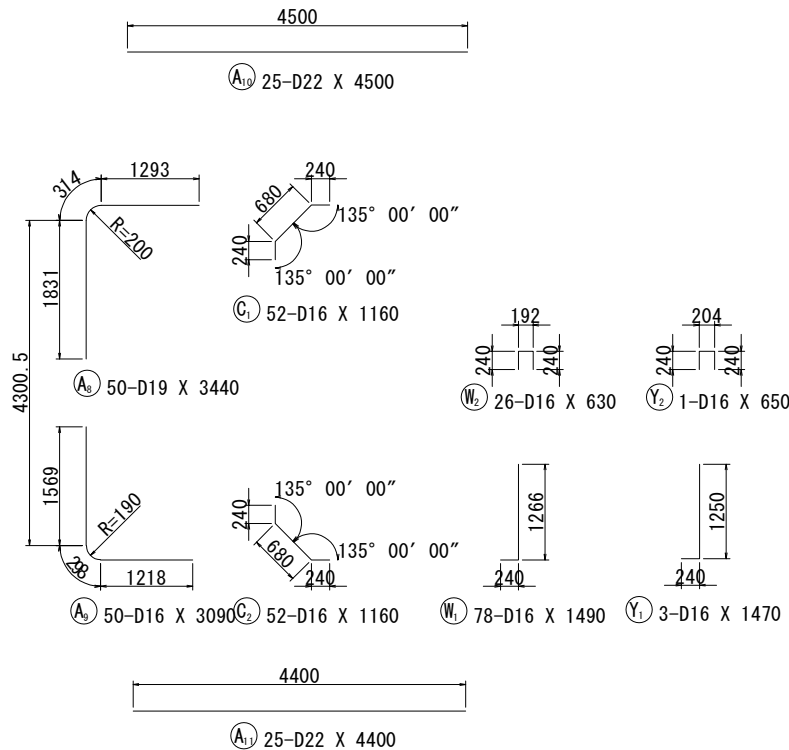 4500
A10 25-D22 X 4500
314
1293
R=200
1831
4300.5
A8 50-D19 X 3440
240
680
135° 00' 00"
240
135° 00' 00"
C1 52-D16 X 1160
192
240
240
W2 26-D16 X 630
204
240
240
Y2 1-D16 X 650
1569
R=190
298
1218
A9 50-D16 X 3090
135° 00' 00"
240
135° 00' 00"
680
240
C2 52-D16 X 1160
1266
240
W1 78-D16 X 1490
1250
240
Y1 3-D16 X 1470
4400
A11 25-D22 X 4400